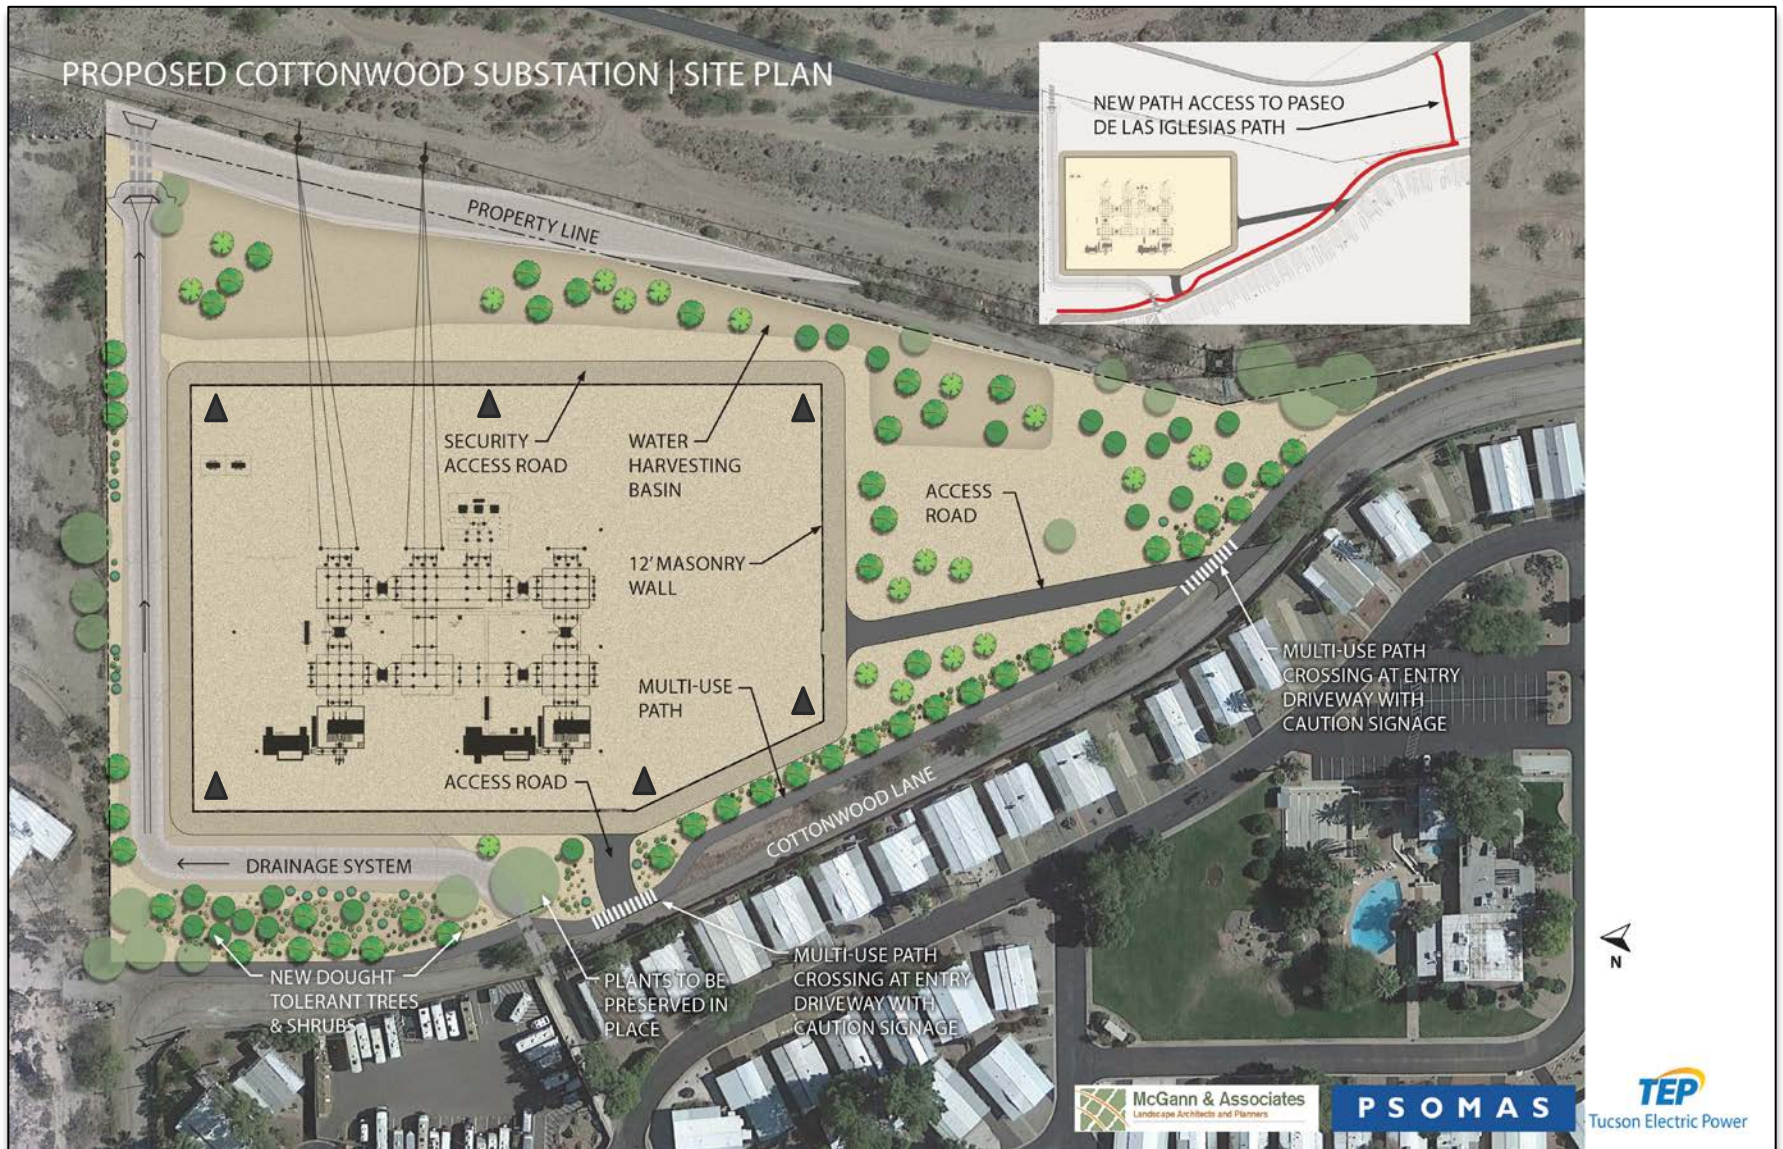 PROPOSED COTTONWOOD SUBSTATION | SITE PLAN
NEW PATH ACCESS TO PASEO
DE LAS IGLESIAS PATH
PROPERTY LINE
SECURITY
ACCESS ROAD
WATER
HARVESTING
BASIN
ACCESS
ROAD
12' MASONRY
WALL
MULTI-USE
PATH
MULTI-USE PATH
CROSSING AT ENTRY
DRIVEWAY WITH
CAUTION SIGNAGE
ACCESS ROAD
COTTONWOOD LANE
DRAINAGE SYSTEM
NEW DOUGHT
TOLERANT TREES
& SHRUBS
PLANTS TO BE
PRESERVED IN
PLACE
MULTI-USE PATH
CROSSING AT ENTRY
DRIVEWAY WITH
CAUTION SIGNAGE
N
McGann & Associates
Landscape Architects and Planners
PSOMAS
TEP
Tucson Electric Power